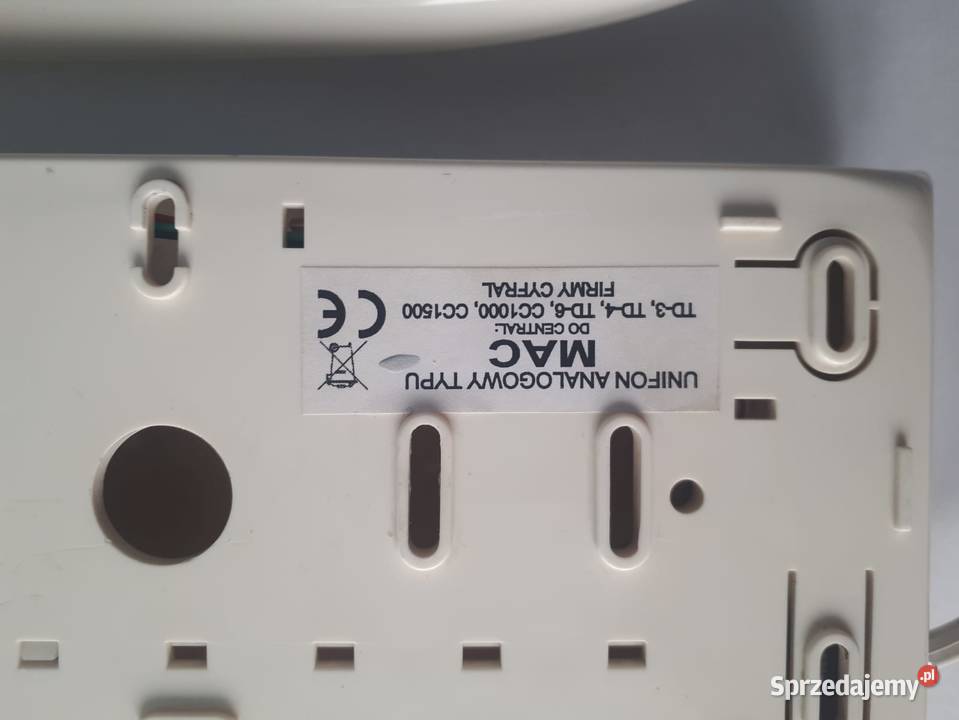 UNIFON ANALOGOWY TYPU
MAC
DO CENTRAL:
TD-3, TD-4, TD-6, CC1000, CC1500
FIRMY CYFRAL
CE
Sprzedajemy.pl